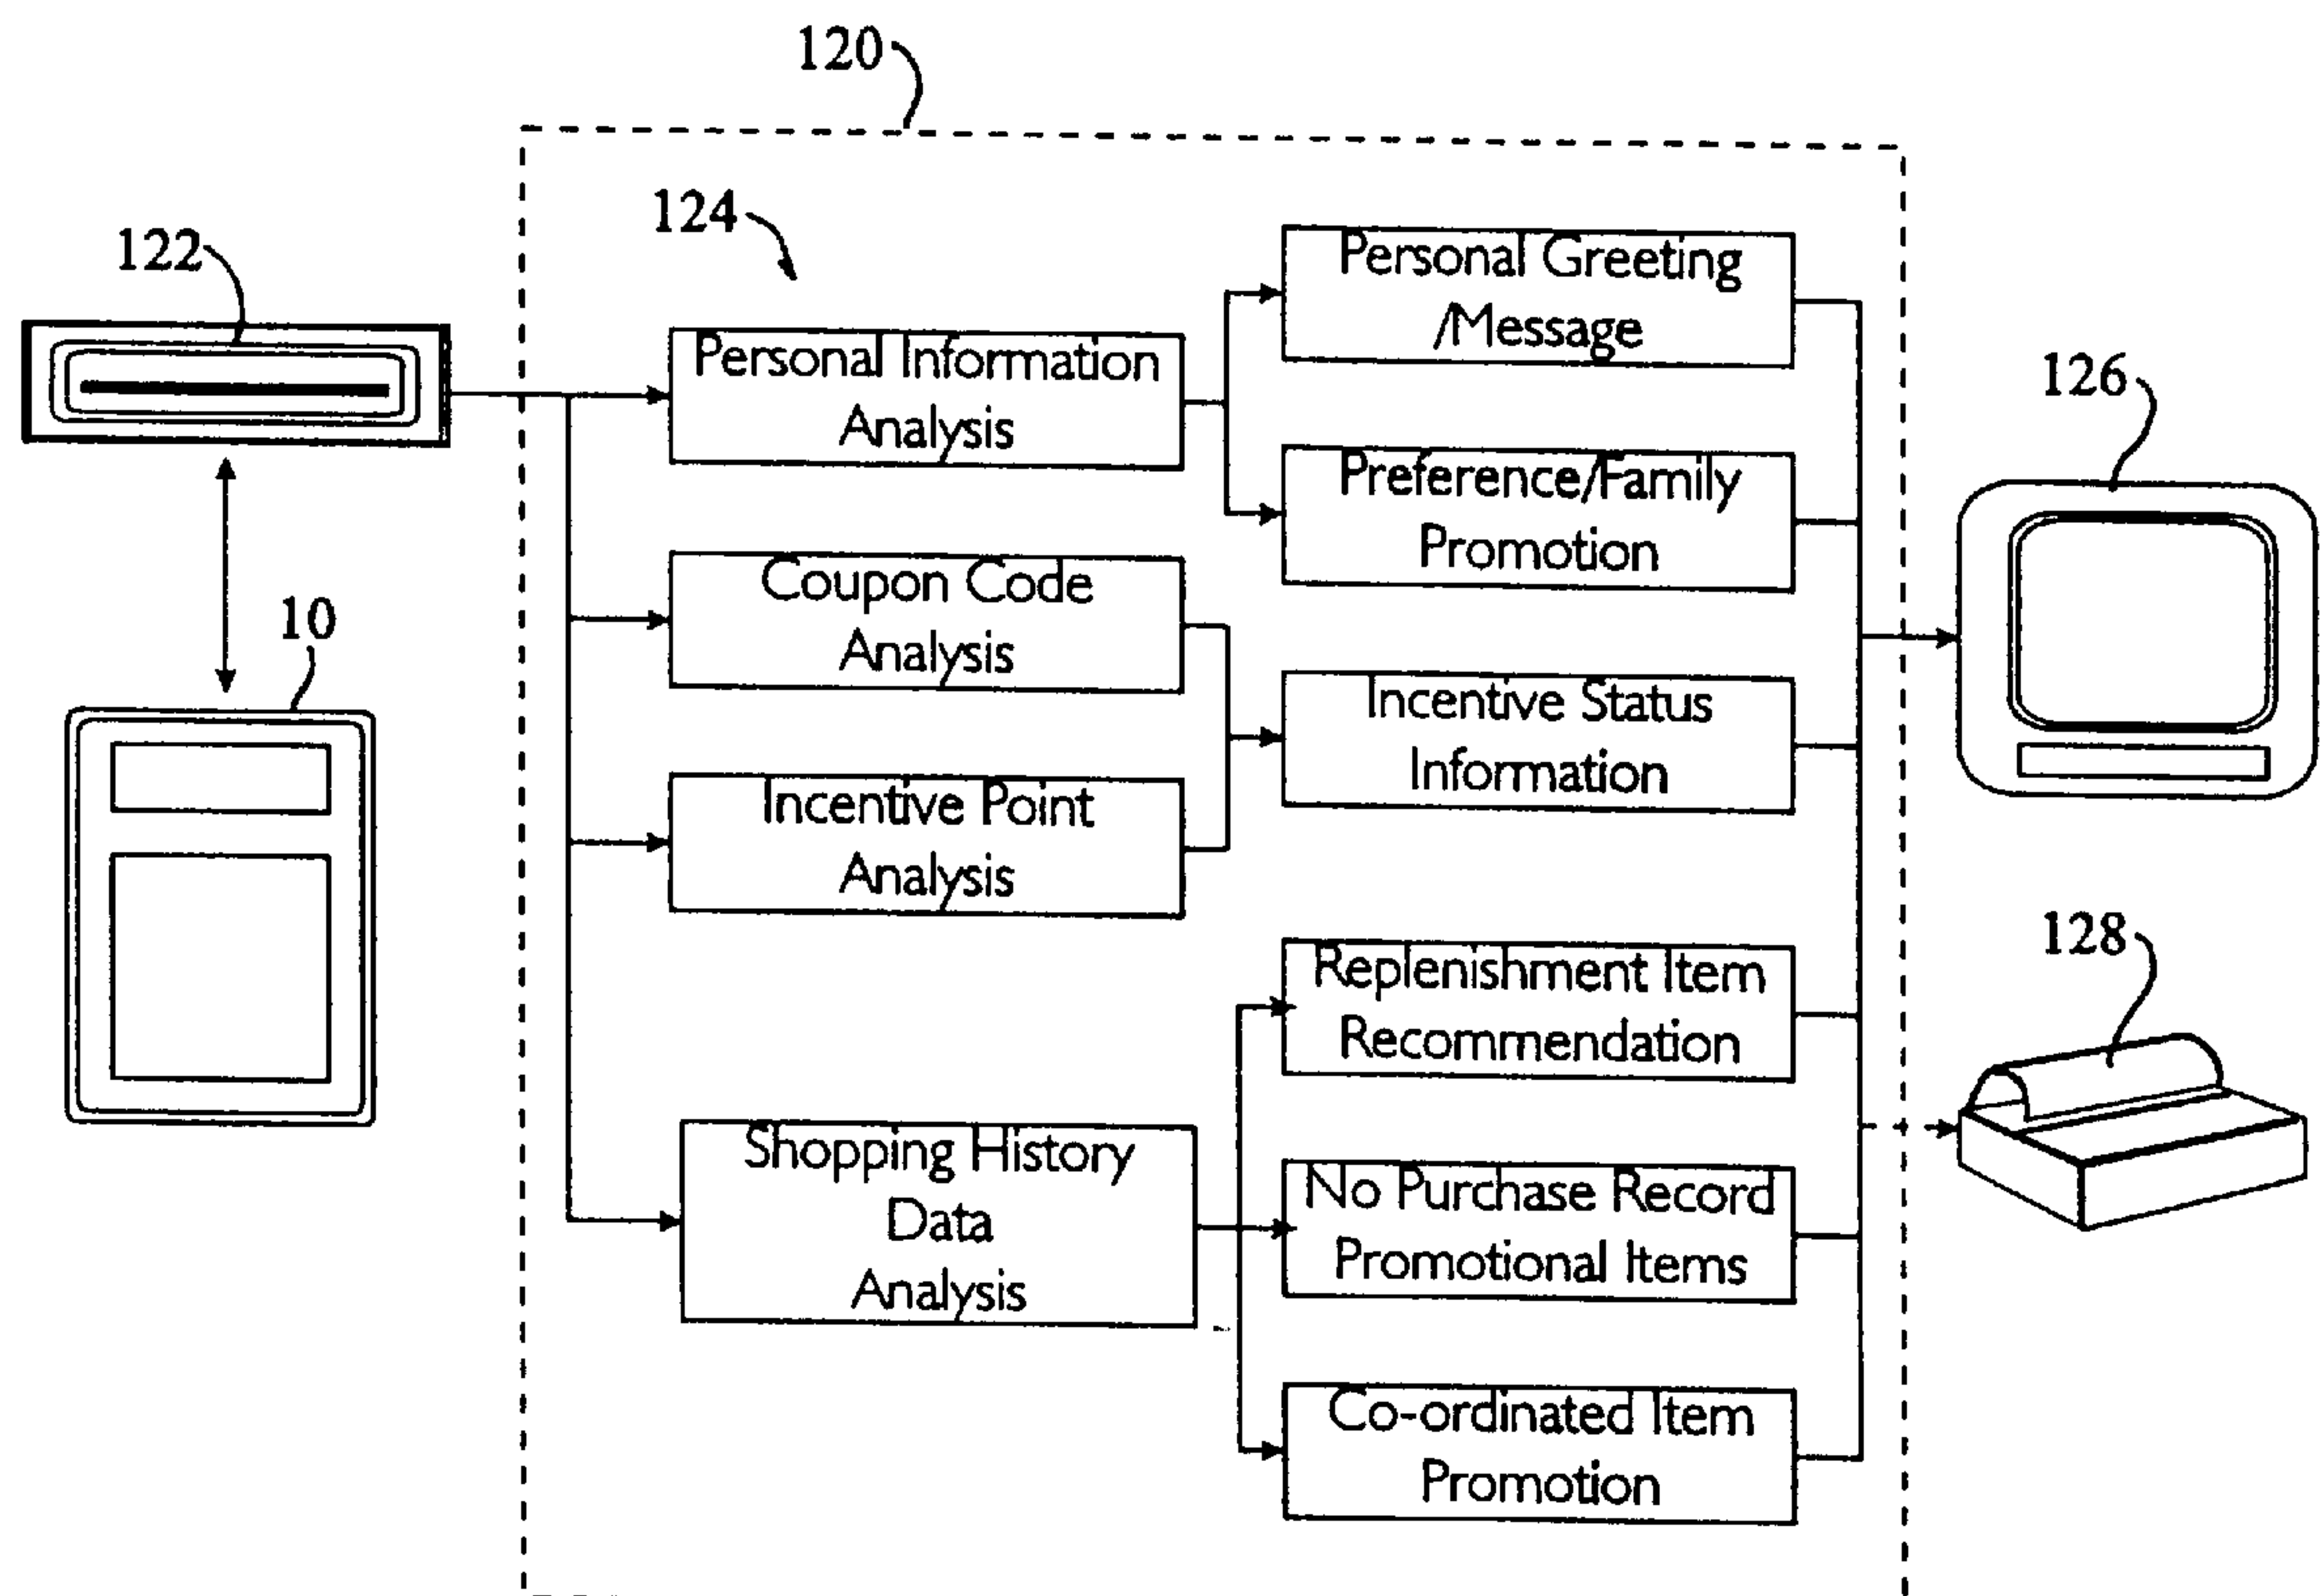 120
124
122
Personal Greeting
/Message
Personal Information
Analysis
126
Preference/Family
Promotion
Coupon Code
Analysis
10
Incentive Status
Information
Incentive Point
Analysis
128
Replenishment Item
Recommendation
Shopping History
Data
Analysis
No Purchase Record
Promotional Items
Co-ordinated Item
Promotion